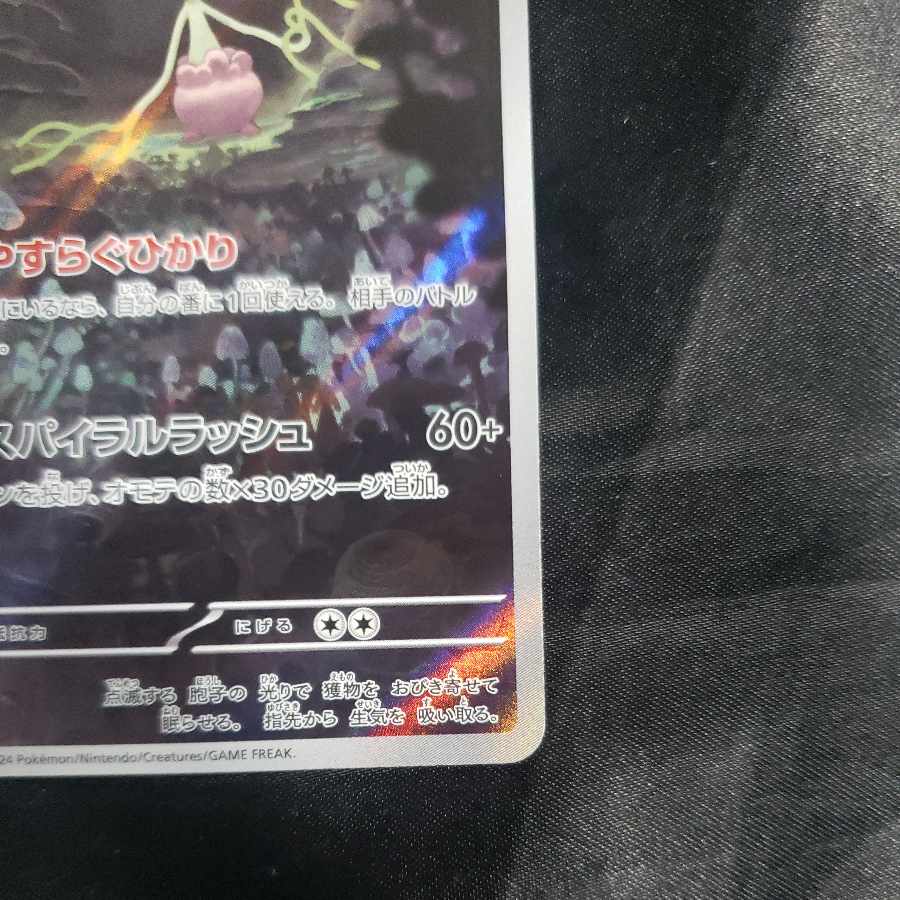 やすらぐひかり
にいるなら、自分の番に1回使える。相手のバトル
。
スパイラルラッシュ 60+
ンを投げ、オモテの数×30ダメージ追加。
抗力 にげる
点滅する 胞子の 光りで 獲物を おびき寄せて
眠らせる。 指先から 生気を 吸い取る。
24 Pokémon/Nintendo/Creatures/GAME FREAK.